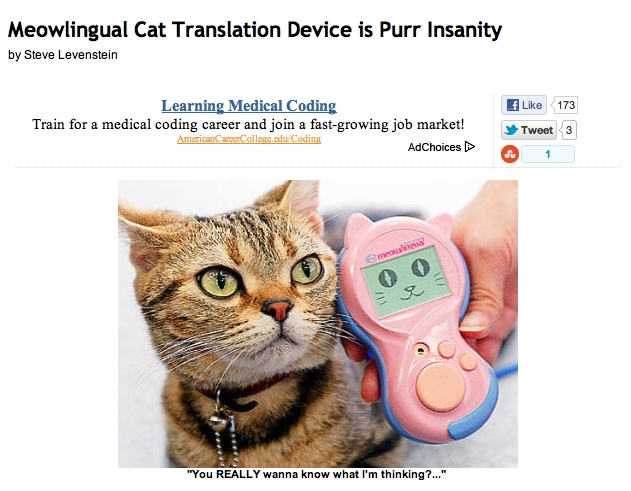 Meowlingual Cat Translation Device is Purr Insanity
by Steve Levenstein
Learning Medical Coding
Train for a medical coding career and join a fast-growing job market!
AmericanCareerCollege.edu/Coding
AdChoices
Like 173
Tweet 3
1
meowlingual
"You REALLY wanna know what I'm thinking?..."